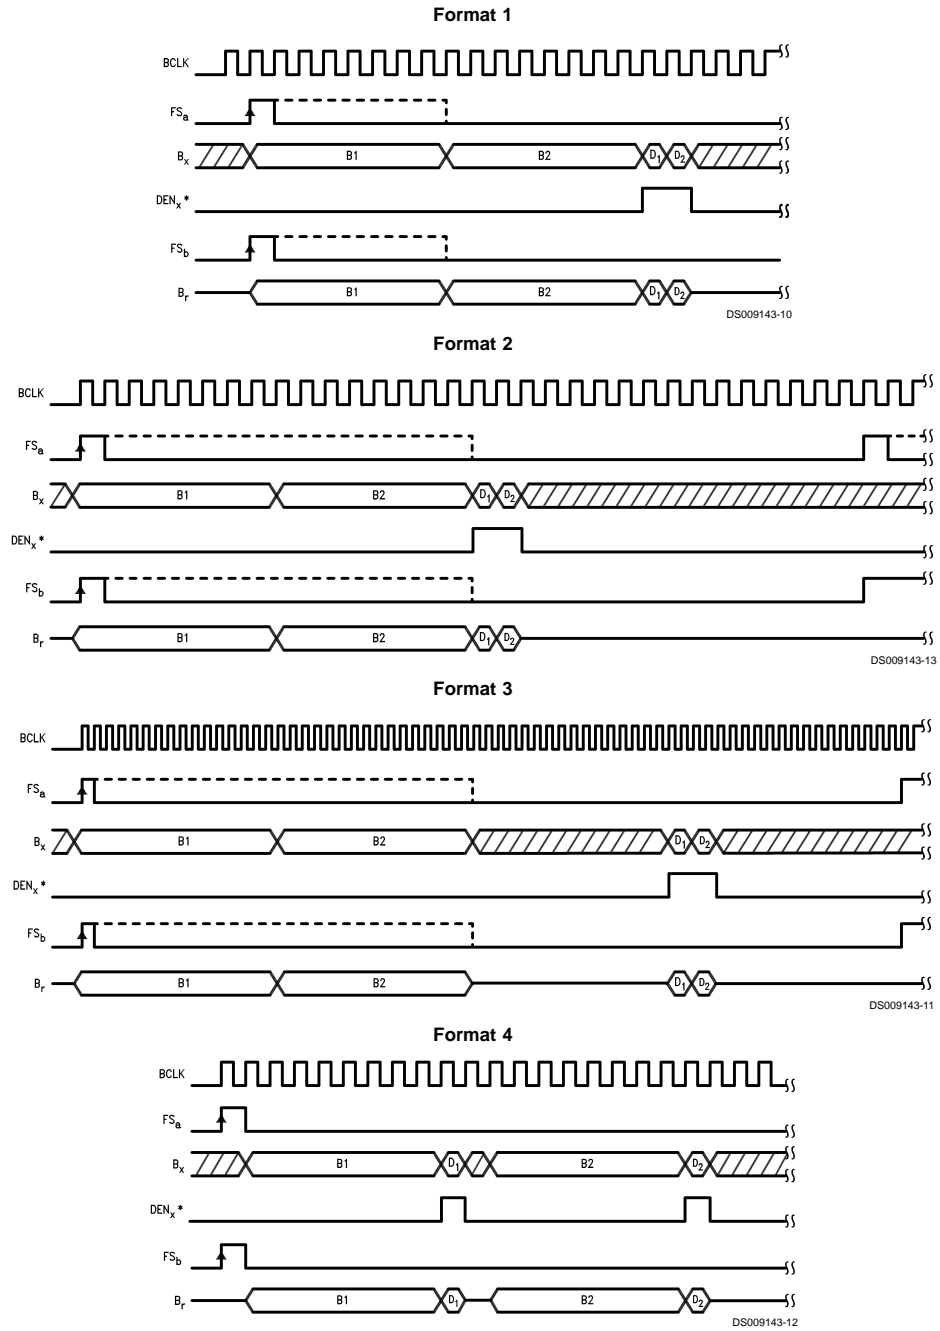 Format 1
BCLK
FSa
Bx B1 B2 D1 D2
DENx*
FSb
Br B1 B2 D1 D2
DS009143-10
Format 2
BCLK
FSa
Bx B1 B2 D1 D2
DENx*
FSb
Br B1 B2 D1 D2
DS009143-13
Format 3
BCLK
FSa
Bx B1 B2 D1 D2
DENx*
FSb
Br B1 B2 D1 D2
DS009143-11
Format 4
BCLK
FSa
Bx B1 D1 B2 D2
DENx*
FSb
Br B1 D1 B2 D2
DS009143-12